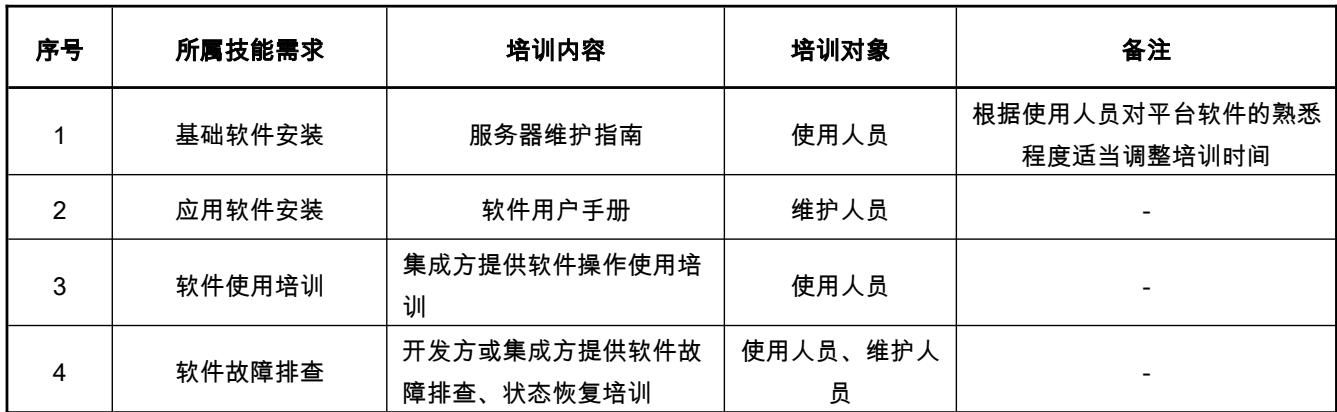 序号 所属技能需求 培训内容 培训对象 备注
1 基础软件安装 服务器维护指南 使用人员 根据使用人员对平台软件的熟悉
程度适当调整培训时间
2 应用软件安装 软件用户手册 维护人员 -
3 软件使用培训 集成方提供软件操作使用培
训 使用人员 -
4 软件故障排查 开发方或集成方提供软件故
障排查、状态恢复培训 使用人员、维护人
员 -